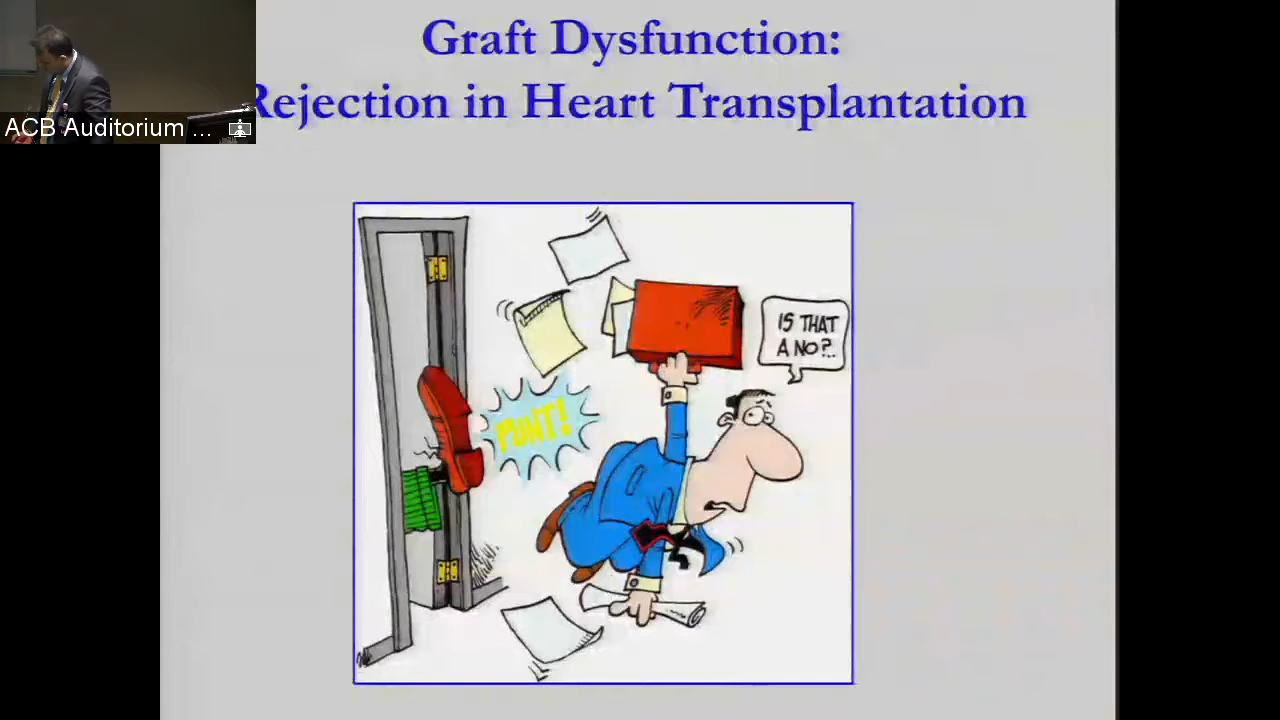 Graft Dysfunction:
Rejection in Heart Transplantation
ACB Auditorium ...
IS THAT
A NO?..
PUNT!